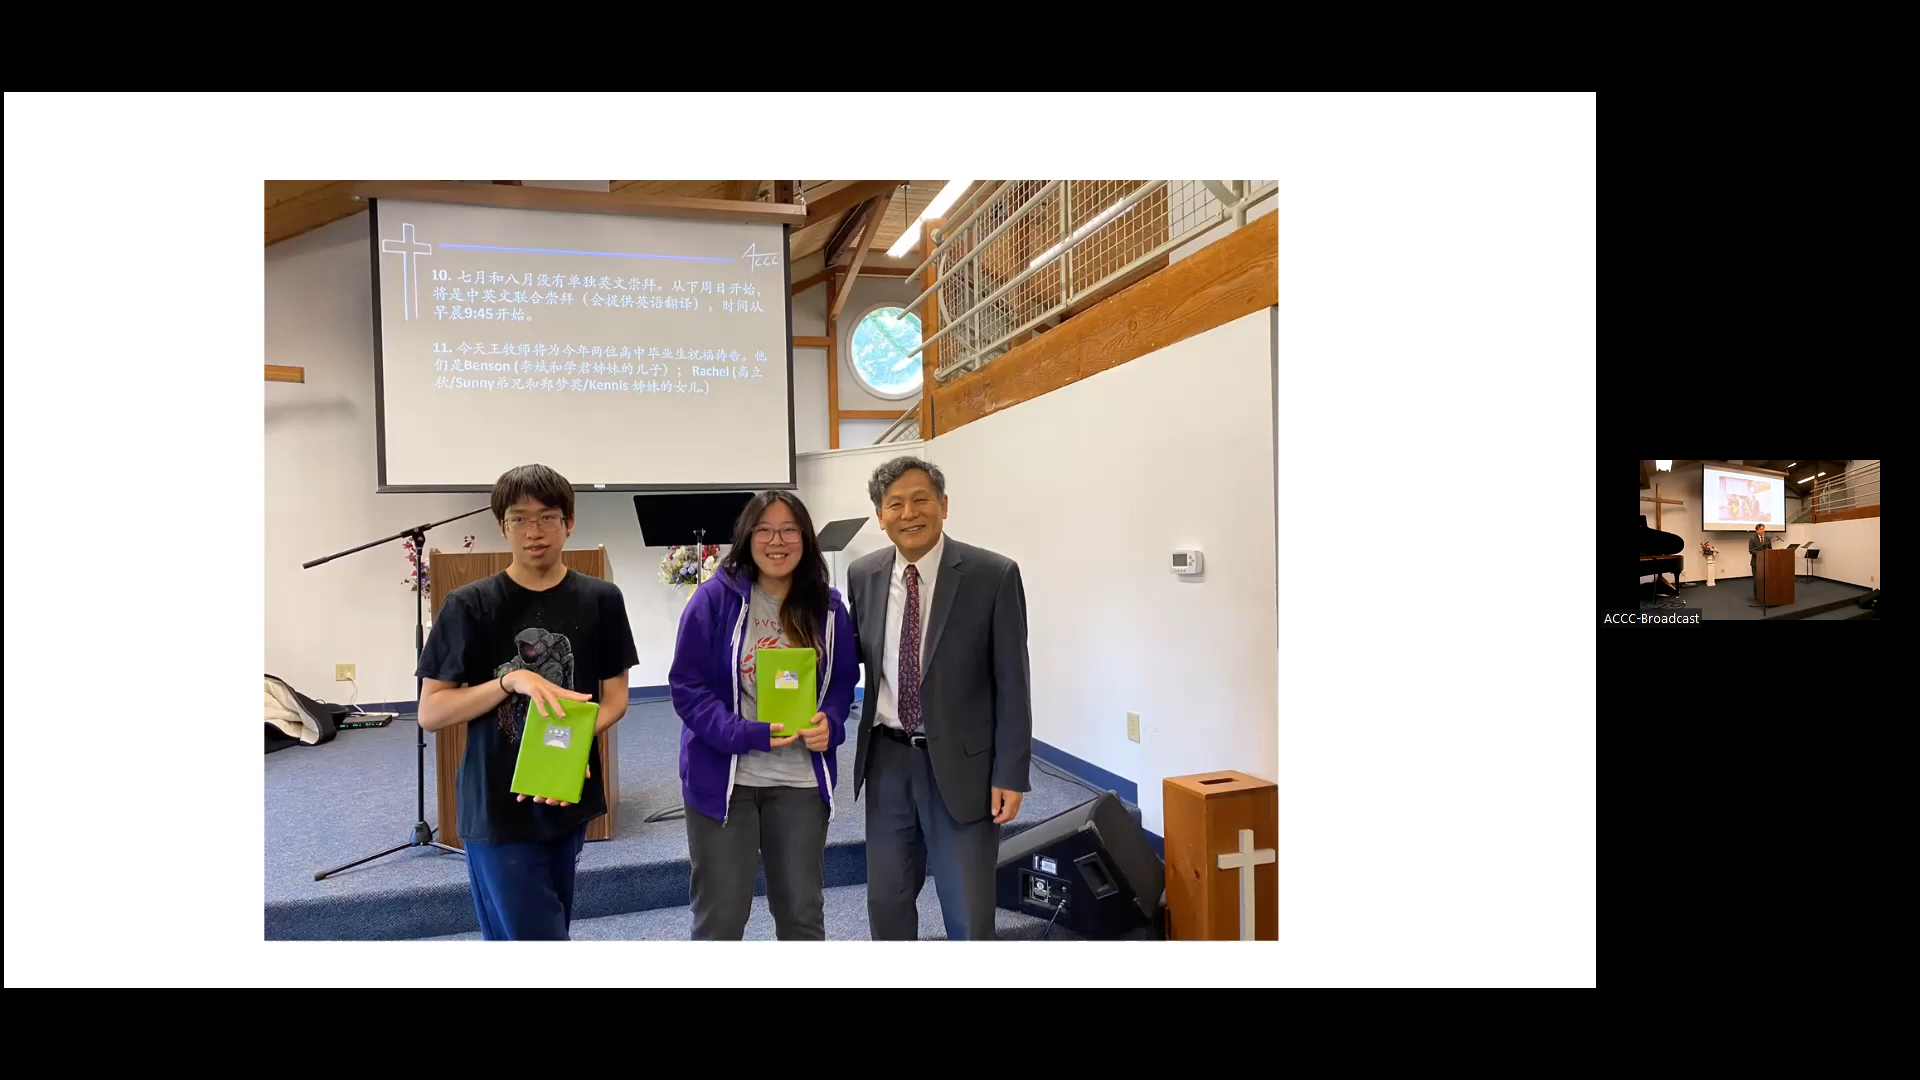 ACCC
10. 七月和八月没有单独英文崇拜。从下周日开始，
将是中英文联合崇拜（会提供英语翻译），时间从
早晨9:45开始。
11. 今天王牧师将为今年两位高中毕业生祝福祷告。他
们是Benson (李斌和学君姊妹的儿子）； Rachel (高立
秋/Sunny弟兄和郑梦英/Kennis 姊妹的女儿.)
PVC
ACCC-Broadcast